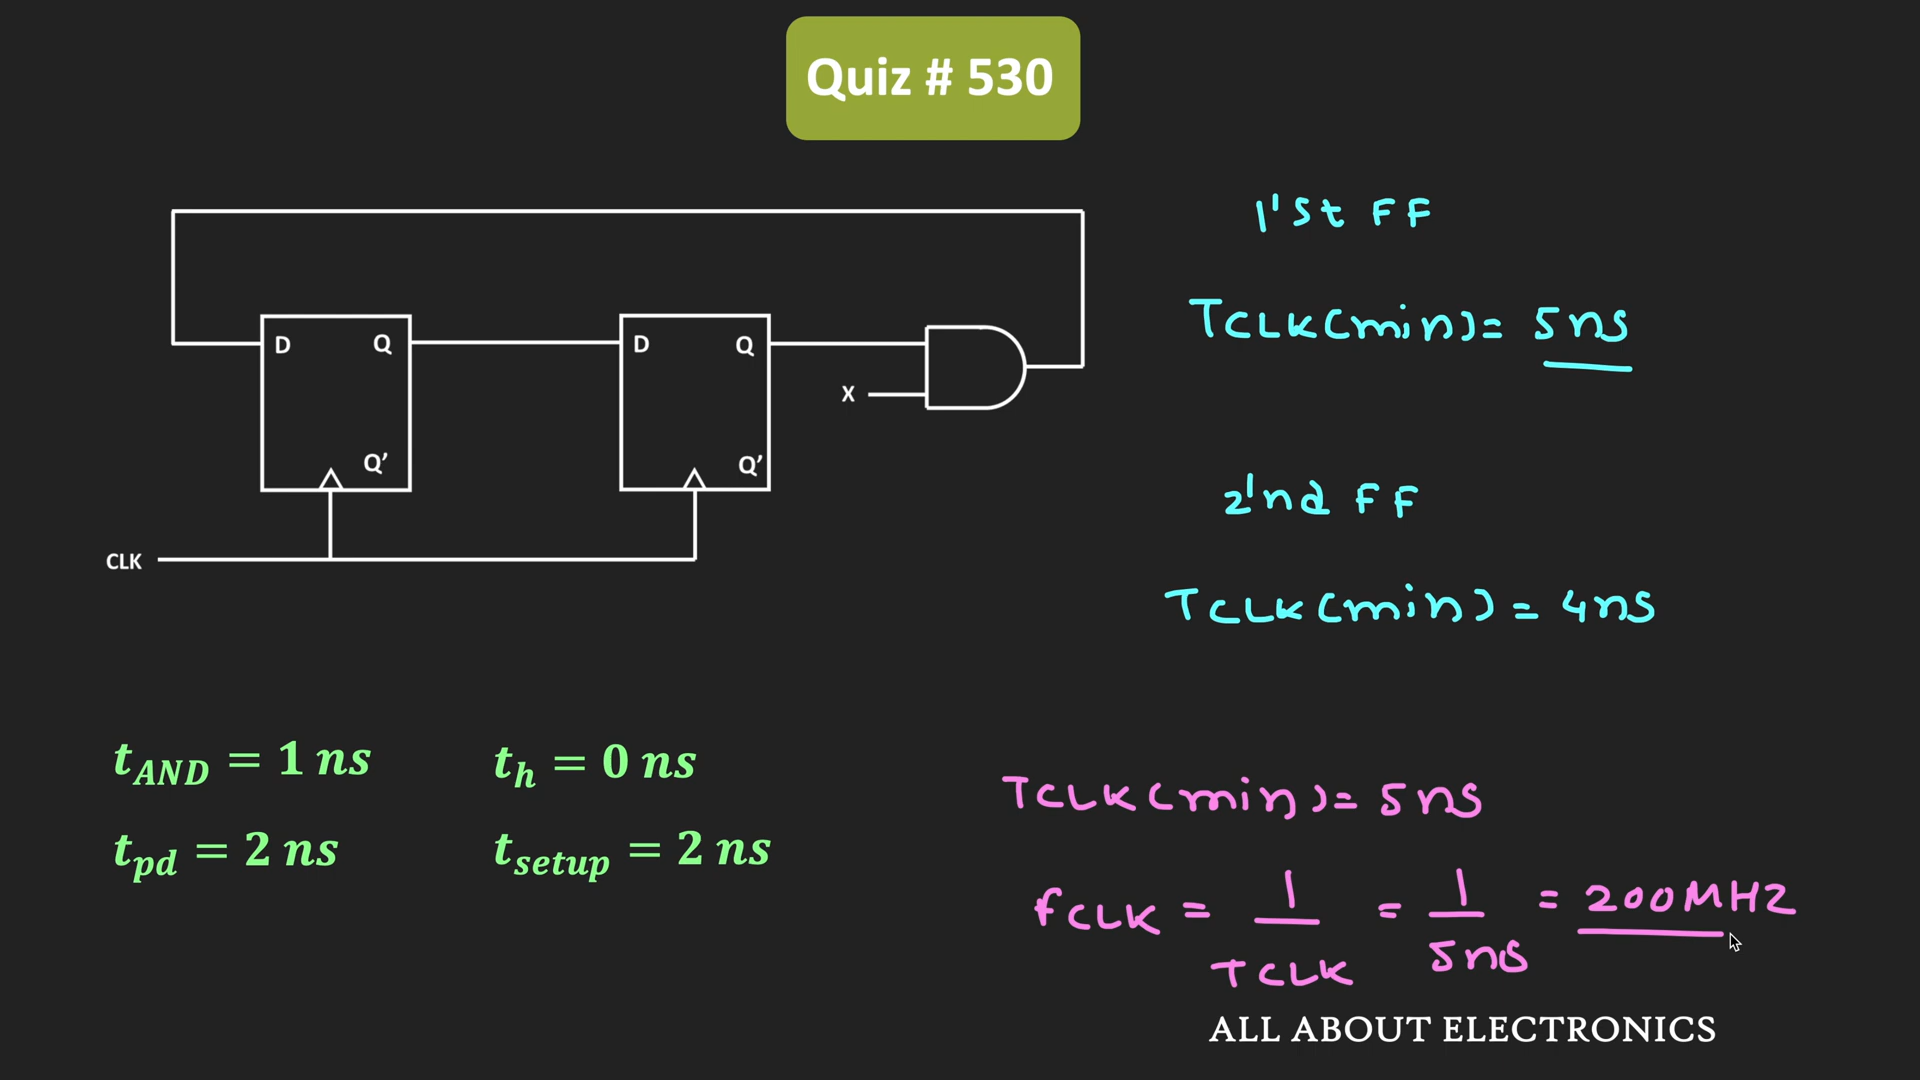 Quiz # 530
1'st FF
TCLK(min) = 5ns
D Q D Q
X
Q' Q'
2'nd FF
CLK
TCLK(min) = 4ns
t_AND = 1 ns t_h = 0 ns
t_pd = 2 ns t_setup = 2 ns
TCLK(min) = 5ns
fCLK = 1/TCLK = 1/5ns = 200MHZ
ALL ABOUT ELECTRONICS